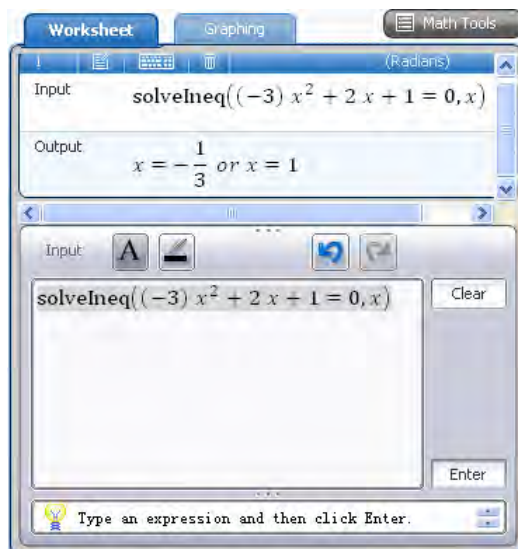 Worksheet Graphing Math Tools
(Radians)
Input solveIneq((−3) x² + 2 x + 1 = 0, x)
Output x = −1/3 or x = 1
Input A
solveIneq((−3) x² + 2 x + 1 = 0, x)
Clear
Enter
Type an expression and then click Enter.